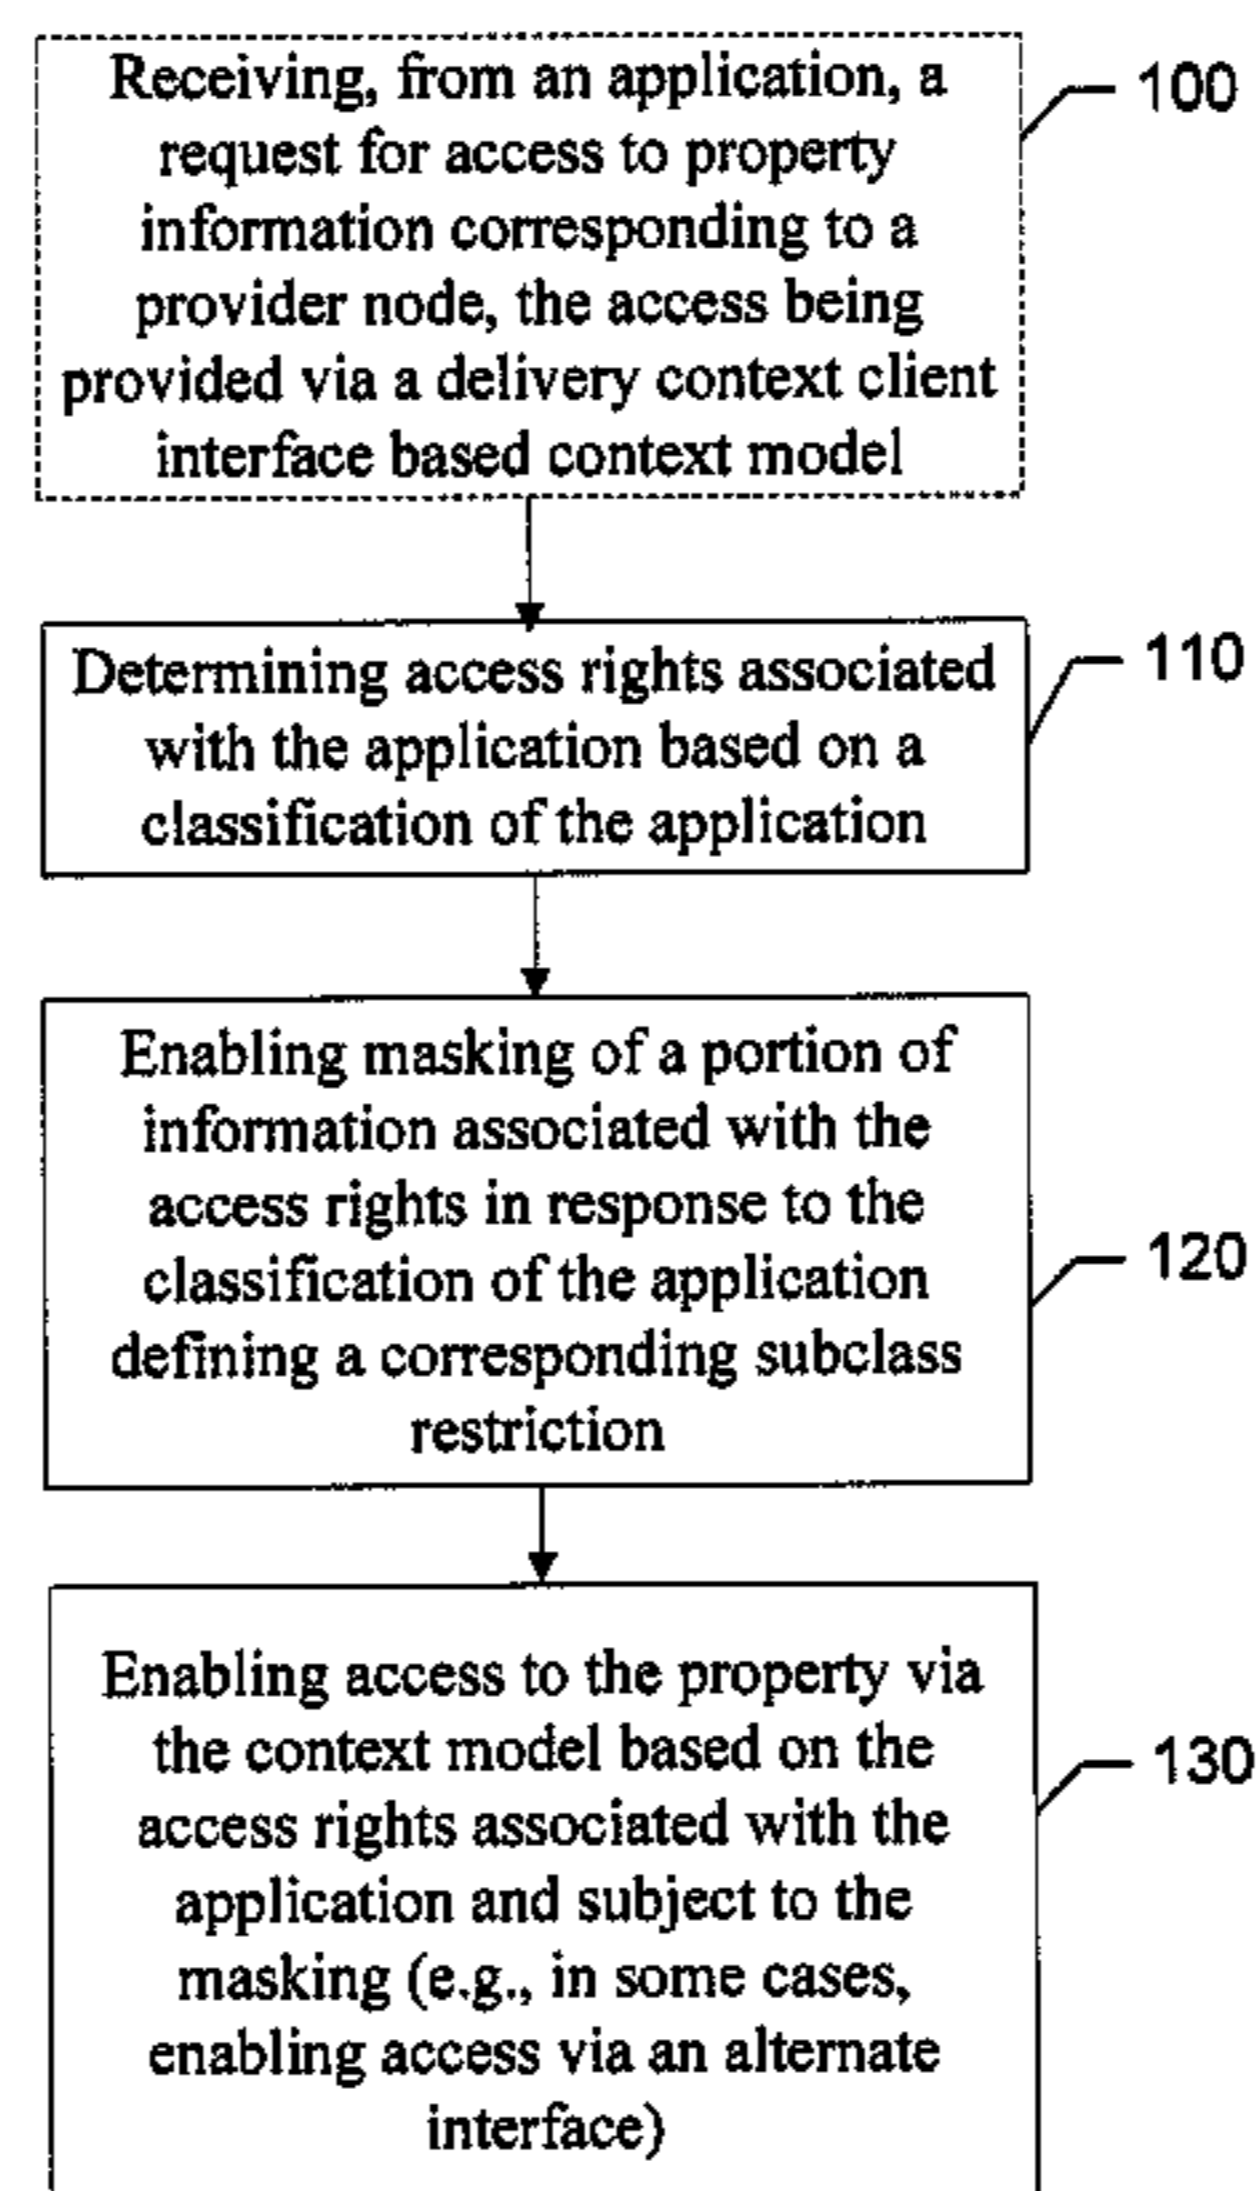 Receiving, from an application, a
request for access to property
information corresponding to a
provider node, the access being
provided via a delivery context client
interface based context model
100
Determining access rights associated
with the application based on a
classification of the application
110
Enabling masking of a portion of
information associated with the
access rights in response to the
classification of the application
defining a corresponding subclass
restriction
120
Enabling access to the property via
the context model based on the
access rights associated with the
application and subject to the
masking (e.g., in some cases,
enabling access via an alternate
interface)
130